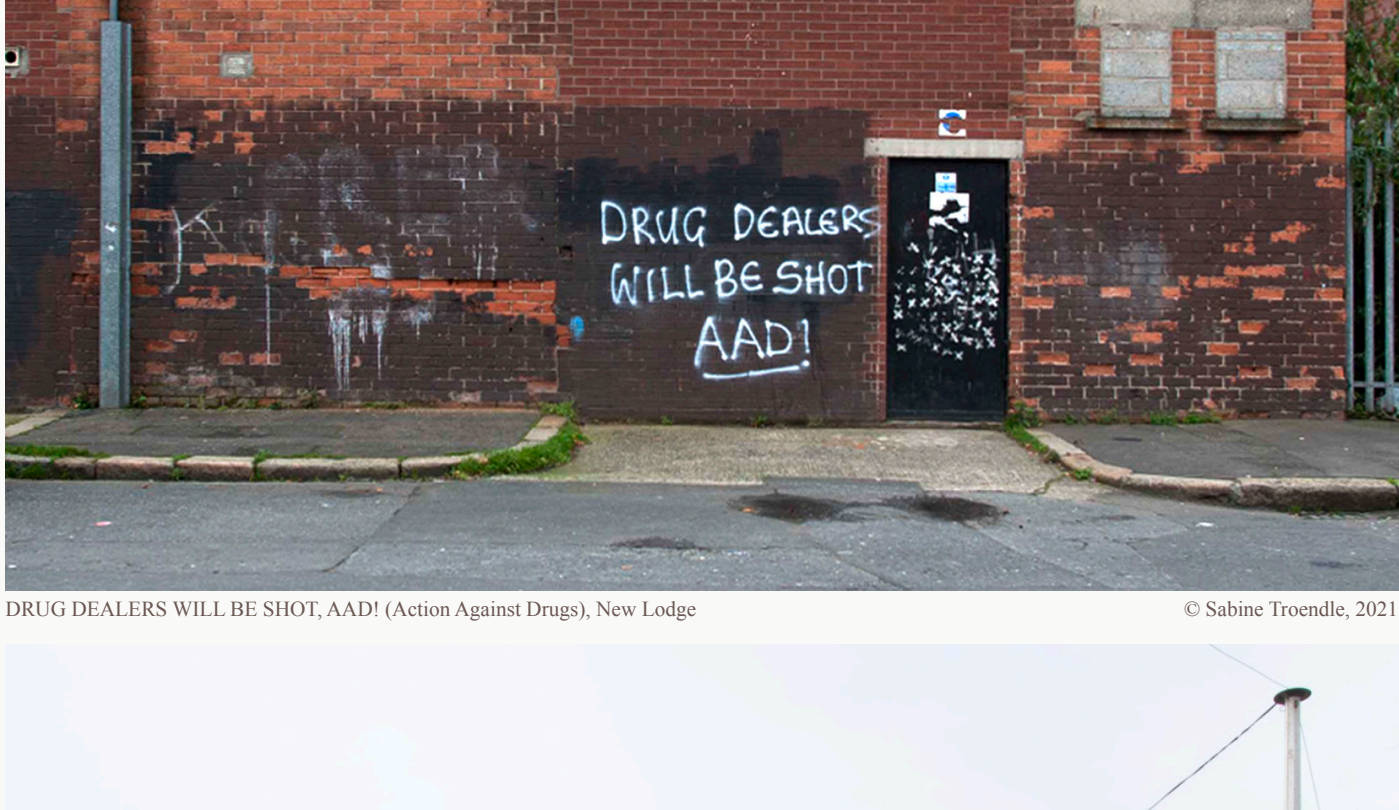 DRUG DEALERS
WILL BE SHOT
AAD!
DRUG DEALERS WILL BE SHOT, AAD! (Action Against Drugs), New Lodge
© Sabine Troendle, 2021